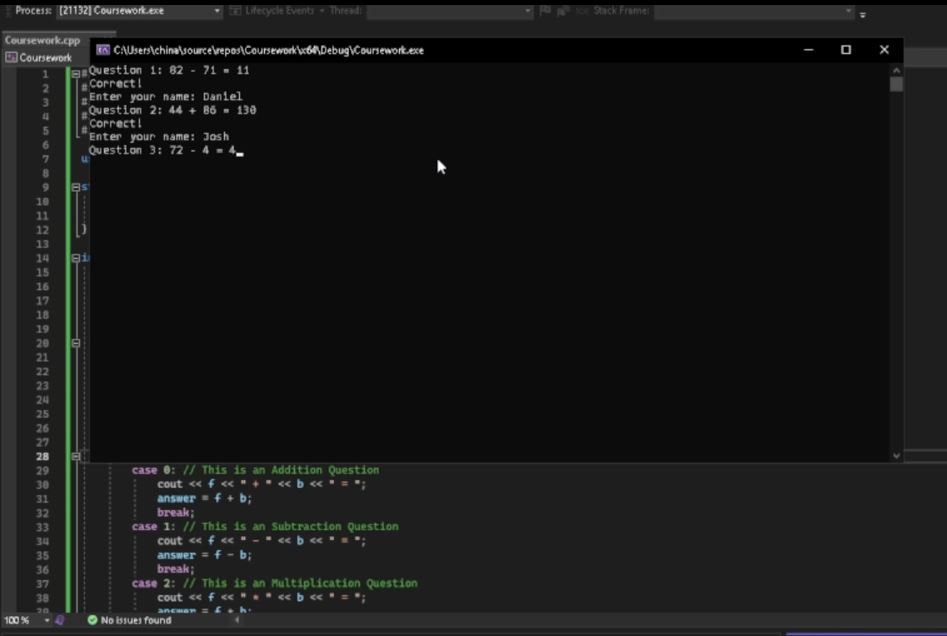 Process: [21132] Coursework.exe Lifecycle Events Thread: Stack Frame:
Coursework.cpp
Coursework
C:\Users\china\source\repos\Coursework\x64\Debug\Coursework.exe
Question 1: 82 - 71 = 11
Correct!
Enter your name: Daniel
Question 2: 44 + 86 = 130
Correct!
Enter your name: Josh
Question 3: 72 - 4 = 4
1 #
2 #
3 #
4 #
5 #
6
7 u
8
9 s
10
11
12 }
13
14 i
15
16
17
18
19
20
21
22
23
24
25
26
27
28
29 case 0: // This is an Addition Question
30 cout << f << " + " << b << " = ";
31 answer = f + b;
32 break;
33 case 1: // This is an Subtraction Question
34 cout << f << " - " << b << " = ";
35 answer = f - b;
36 break;
37 case 2: // This is an Multiplication Question
38 cout << f << " * " << b << " = ";
39 answer = f * b;
100 % No issues found